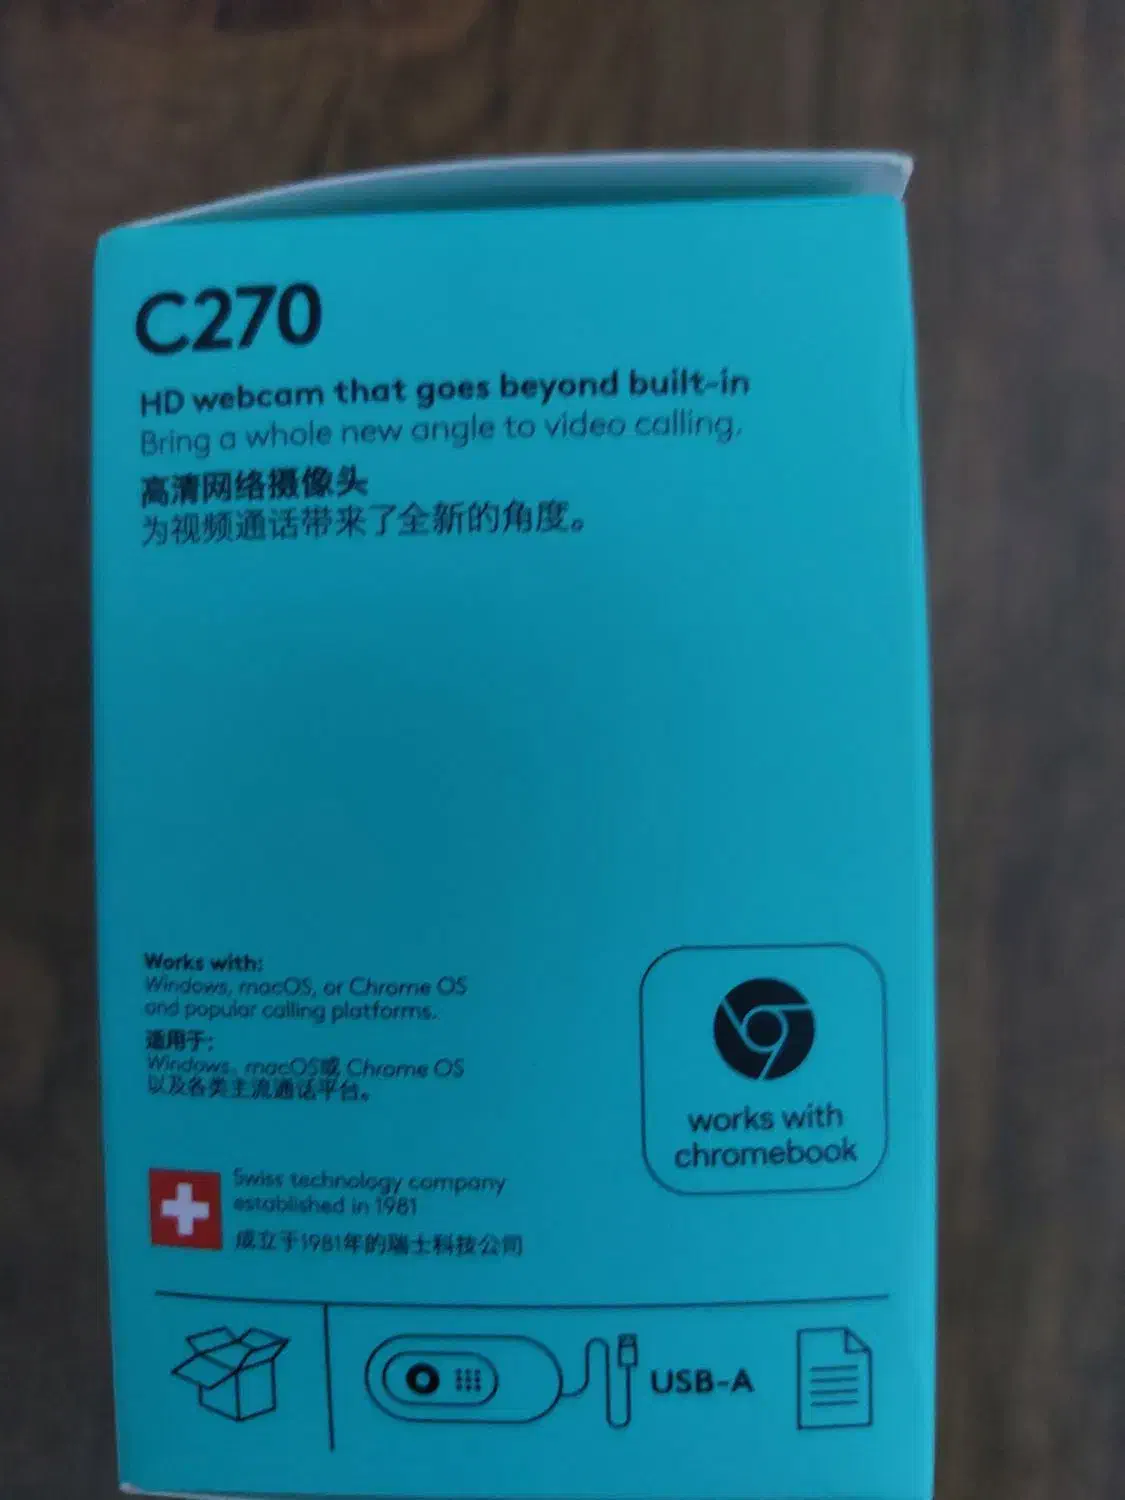 C270
HD webcam that goes beyond built-in
Bring a whole new angle to video calling.
高清网络摄像头
为视频通话带来了全新的角度。
Works with:
Windows, macOS, or Chrome OS
and popular calling platforms.
适用于:
Windows, macOS或 Chrome OS
以及各类主流通话平台。
works with
chromebook
Swiss technology company
established in 1981
成立于1981年的瑞士科技公司
USB-A